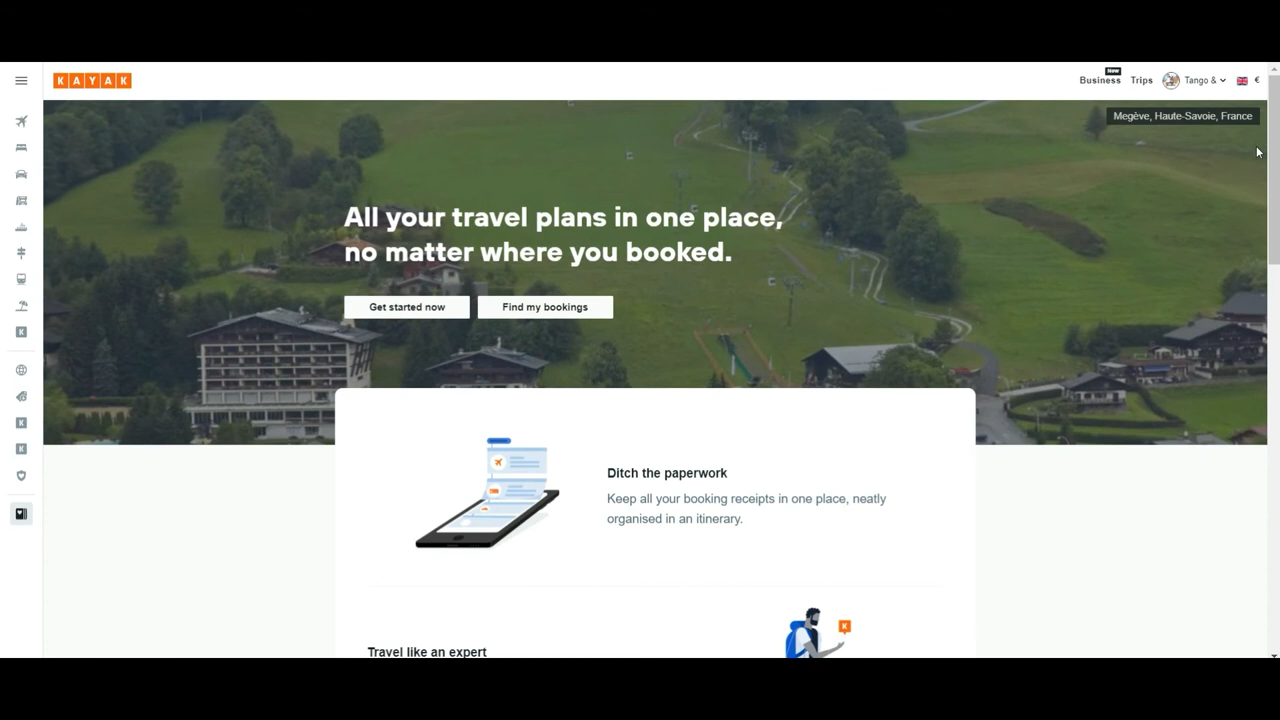 KAYAK
New
Business Trips Tango & €
Megève, Haute-Savoie, France
All your travel plans in one place,
no matter where you booked.
Get started now Find my bookings
Ditch the paperwork
Keep all your booking receipts in one place, neatly
organised in an itinerary.
K
Travel like an expert